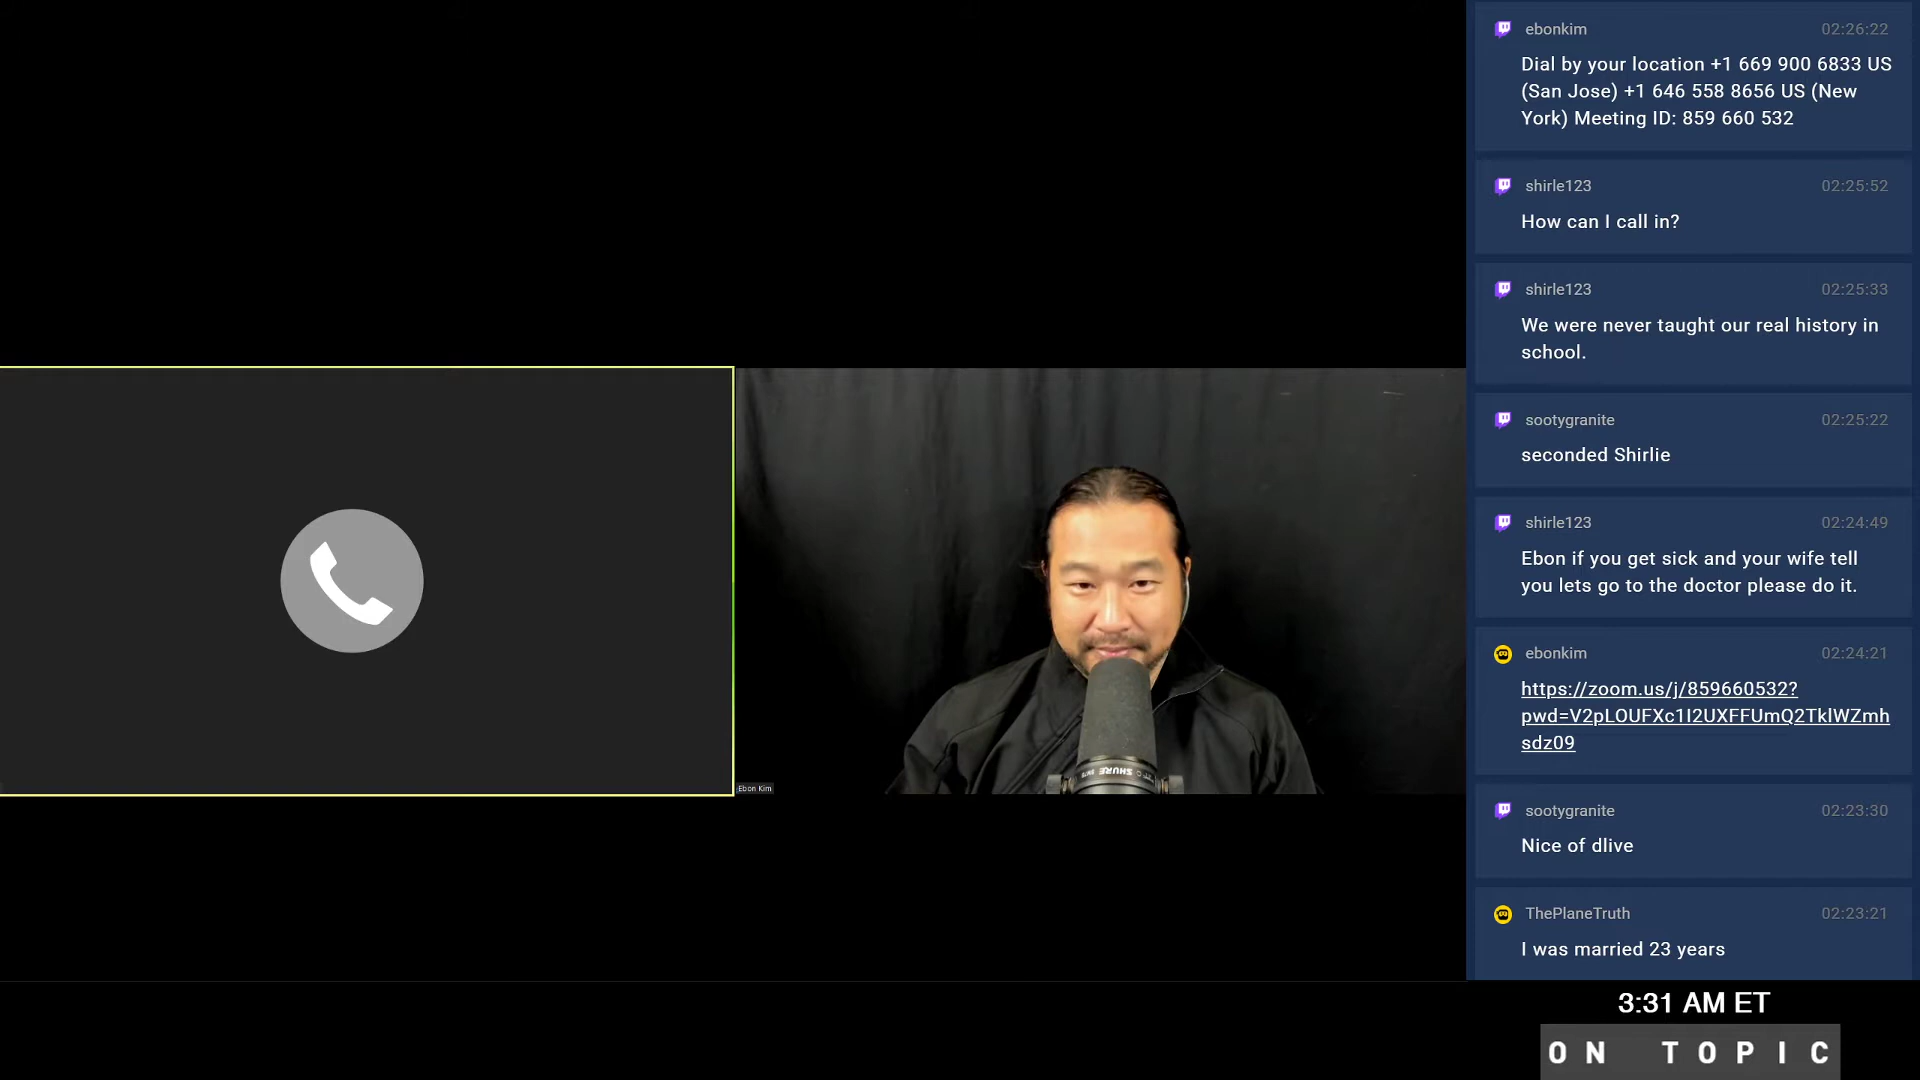 ebonkim 02:26:22
Dial by your location +1 669 900 6833 US
(San Jose) +1 646 558 8656 US (New
York) Meeting ID: 859 660 532
shirle123 02:25:52
How can I call in?
shirle123 02:25:33
We were never taught our real history in
school.
sootygranite 02:25:22
seconded Shirlie
shirle123 02:24:49
Ebon if you get sick and your wife tell
you lets go to the doctor please do it.
ebonkim 02:24:21
https://zoom.us/j/859660532?
pwd=V2pLOUFXc1I2UXFFUmQ2TklWZmh
sdz09
sootygranite 02:23:30
Nice of dlive
ThePlaneTruth 02:23:21
I was married 23 years
Ebon Kim
SHURE
3:31 AM ET
ON TOPIC